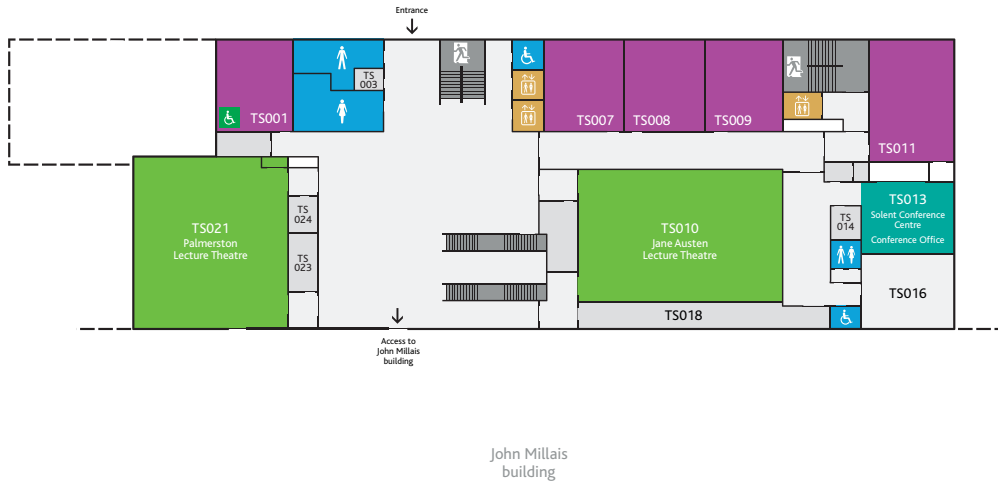 Entrance
TS
003
TS001
TS007
TS008
TS009
TS011
TS021
Palmerston
Lecture Theatre
TS
024
TS
023
TS010
Jane Austen
Lecture Theatre
TS013
Solent Conference
Centre
Conference Office
TS
014
TS016
TS018
Access to
John Millais
building
John Millais
building